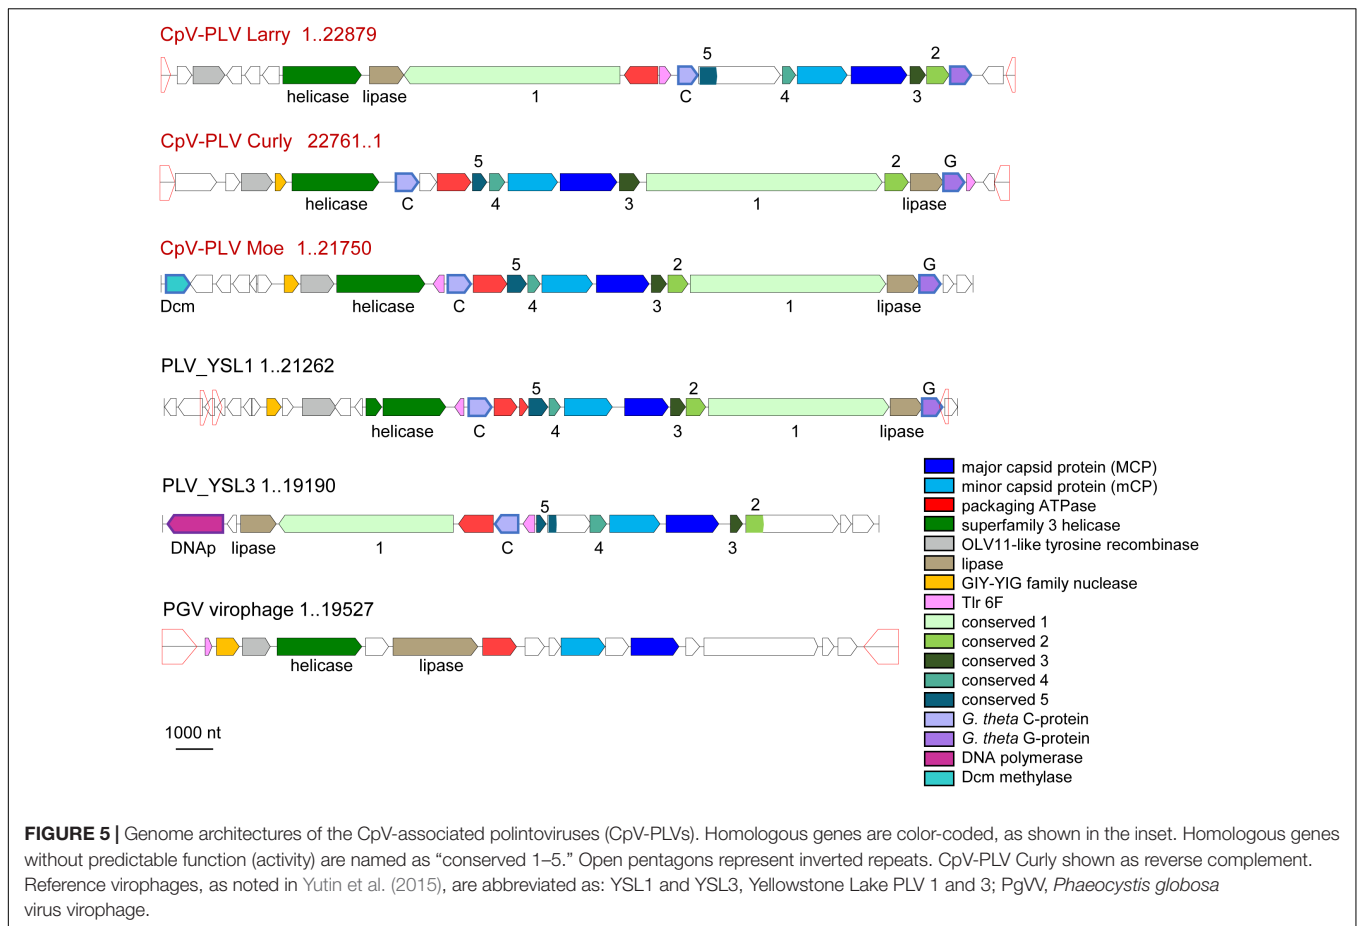 CpV-PLV Larry 1..22879
5 2
helicase lipase 1 C 4 3
CpV-PLV Curly 22761..1
5 2 G
helicase C 4 3 1 lipase
CpV-PLV Moe 1..21750
5 2 G
Dcm helicase C 4 3 1 lipase
PLV_YSL1 1..21262
5 2 G
helicase C 4 3 1 lipase
PLV_YSL3 1..19190
5 2
DNAp lipase 1 C 4 3
PGV virophage 1..19527
helicase lipase
1000 nt
major capsid protein (MCP)
minor capsid protein (mCP)
packaging ATPase
superfamily 3 helicase
OLV11-like tyrosine recombinase
lipase
GIY-YIG family nuclease
Tlr 6F
conserved 1
conserved 2
conserved 3
conserved 4
conserved 5
G. theta C-protein
G. theta G-protein
DNA polymerase
Dcm methylase
FIGURE 5 | Genome architectures of the CpV-associated polintoviruses (CpV-PLVs). Homologous genes are color-coded, as shown in the inset. Homologous genes
without predictable function (activity) are named as “conserved 1–5.” Open pentagons represent inverted repeats. CpV-PLV Curly shown as reverse complement.
Reference virophages, as noted in Yutin et al. (2015), are abbreviated as: YSL1 and YSL3, Yellowstone Lake PLV 1 and 3; PgVV, Phaeocystis globosa
virus virophage.